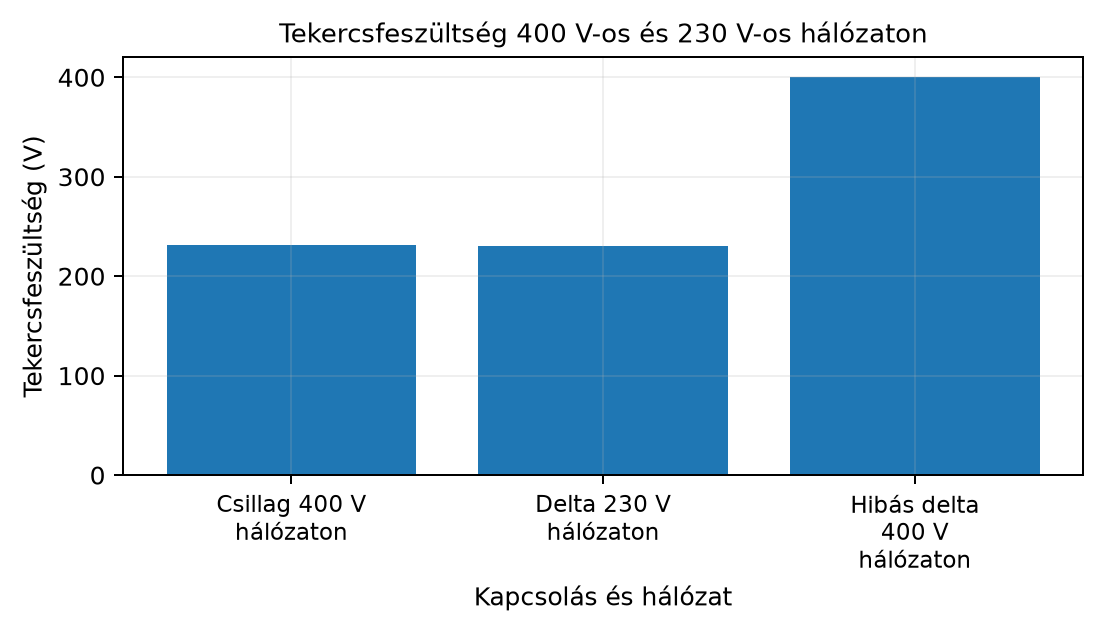 Tekercsfeszültség 400 V-os és 230 V-os hálózaton
Tekercsfeszültség (V)
400
300
200
100
0
Csillag 400 V
hálózaton
Delta 230 V
hálózaton
Hibás delta
400 V
hálózaton
Kapcsolás és hálózat